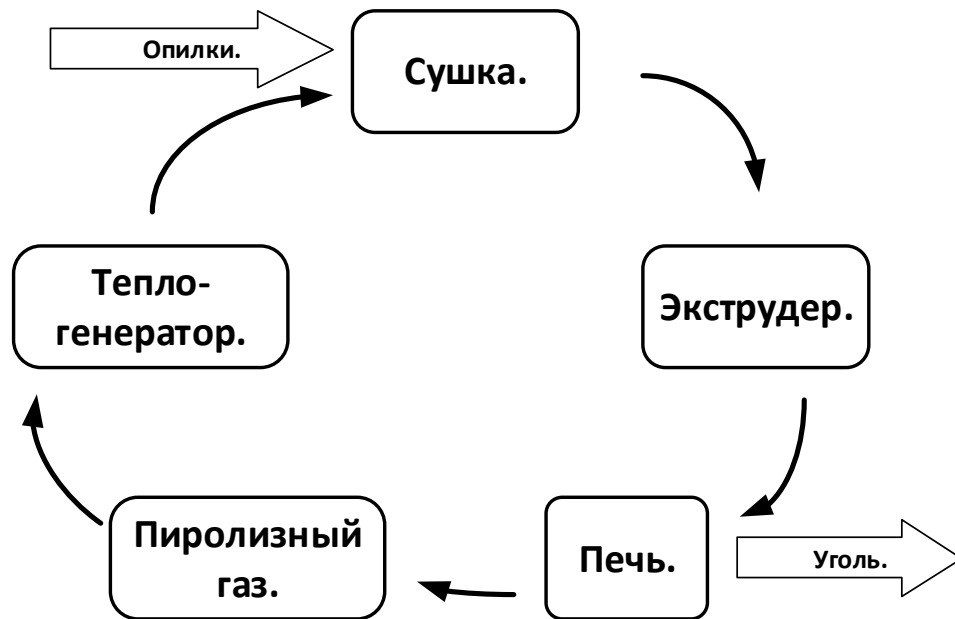 Опилки.
Сушка.
Тепло-
генератор.
Экструдер.
Пиролизный
газ.
Печь.
Уголь.